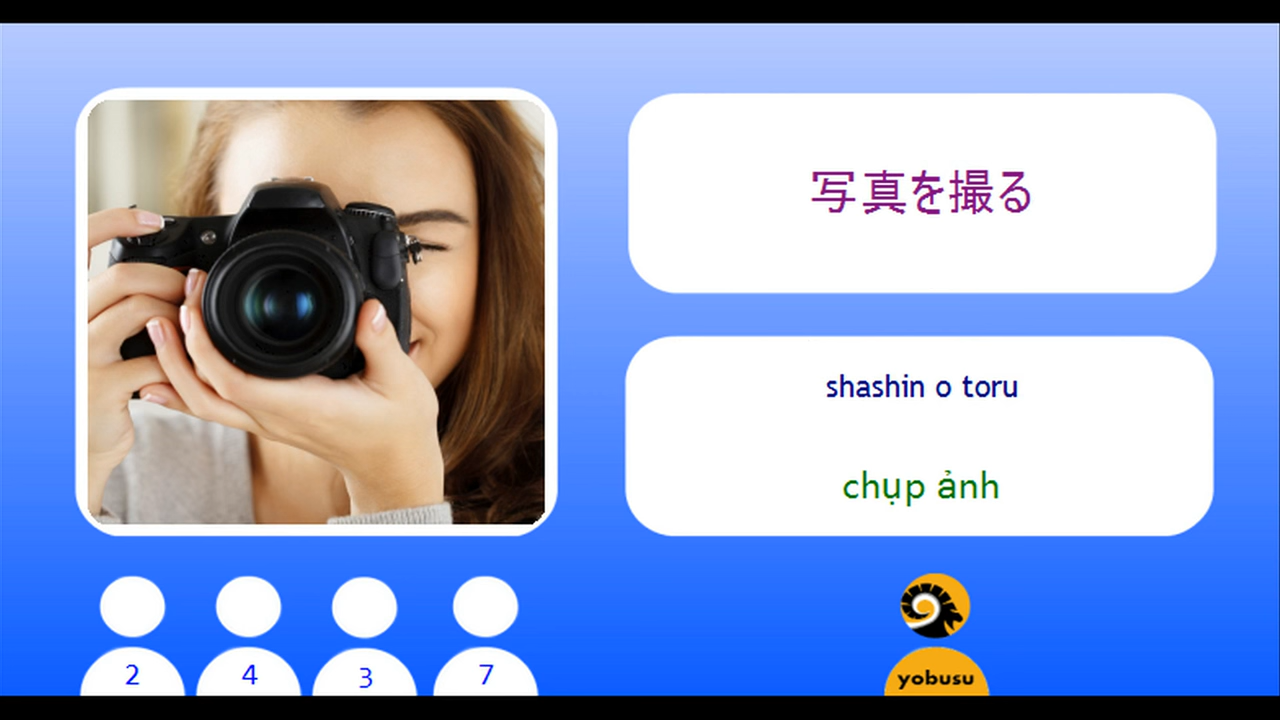 写真を撮る
shashin o toru
chụp ảnh
2 4 3 7
yobusu